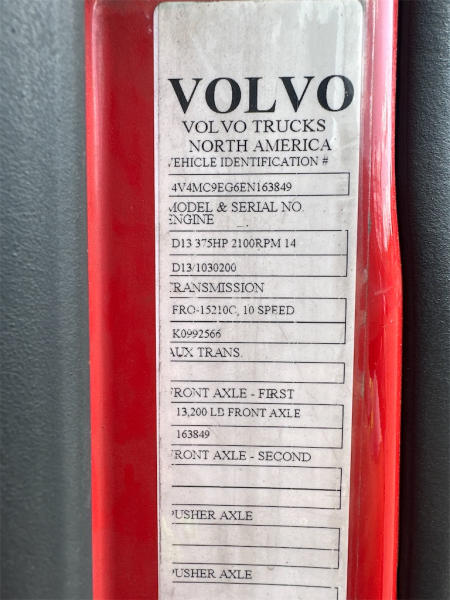 VOLVO
VOLVO TRUCKS
NORTH AMERICA
VEHICLE IDENTIFICATION #
4V4MC9EG6EN163849
MODEL & SERIAL NO.
ENGINE
D13 375HP 2100RPM 14
D13/1030200
TRANSMISSION
FRO-15210C, 10 SPEED
K0992566
AUX TRANS.
FRONT AXLE - FIRST
13,200 LB FRONT AXLE
163849
FRONT AXLE - SECOND
PUSHER AXLE
PUSHER AXLE